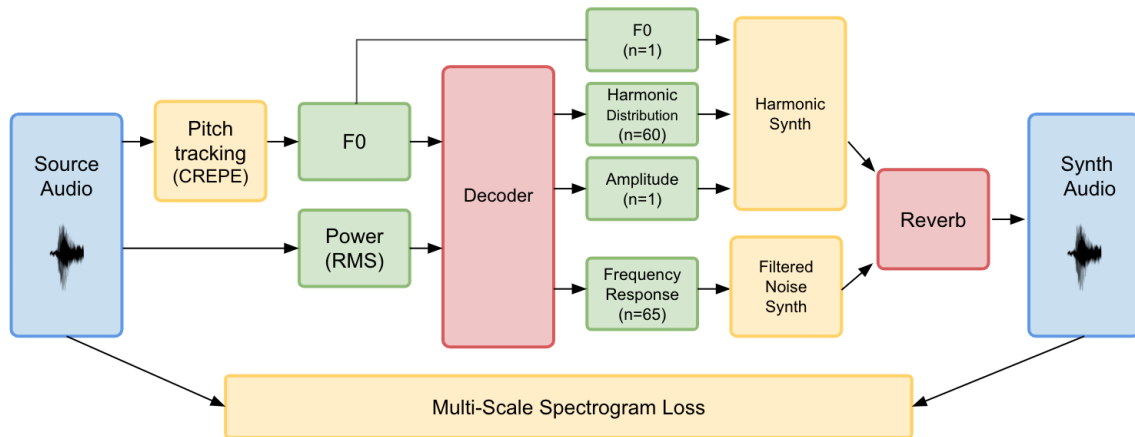 Source
Audio
Pitch
tracking
(CREPE)
F0
Power
(RMS)
Decoder
F0
(n=1)
Harmonic
Distribution
(n=60)
Amplitude
(n=1)
Frequency
Response
(n=65)
Harmonic
Synth
Filtered
Noise
Synth
Reverb
Synth
Audio
Multi-Scale Spectrogram Loss